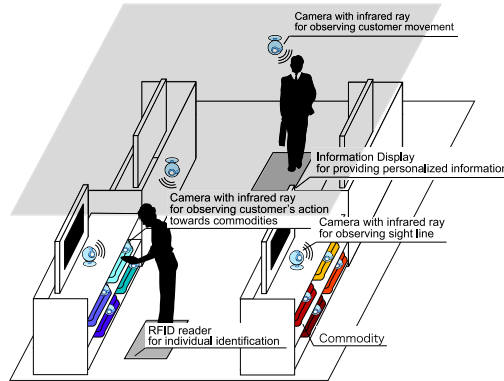 Camera with infrared ray
for observing customer movement
Information Display
for providing personalized information
Camera with infrared ray
for observing customer's action
towards commodities
Camera with infrared ray
for observing sight line
RFID reader
for individual identification
Commodity